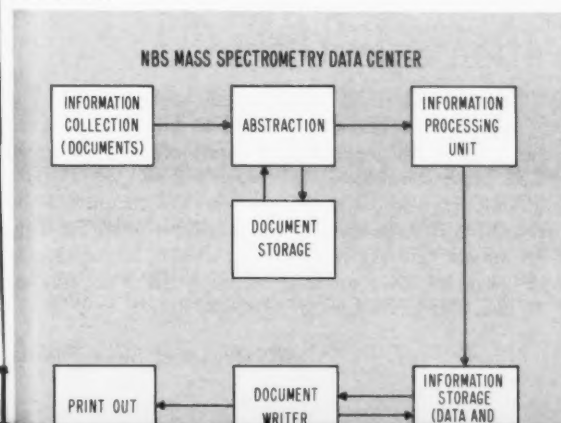 NBS MASS SPECTROMETRY DATA CENTER
INFORMATION
COLLECTION
(DOCUMENTS)
ABSTRACTION
INFORMATION
PROCESSING
UNIT
DOCUMENT
STORAGE
PRINT OUT
DOCUMENT
WRITER
INFORMATION
STORAGE
(DATA AND